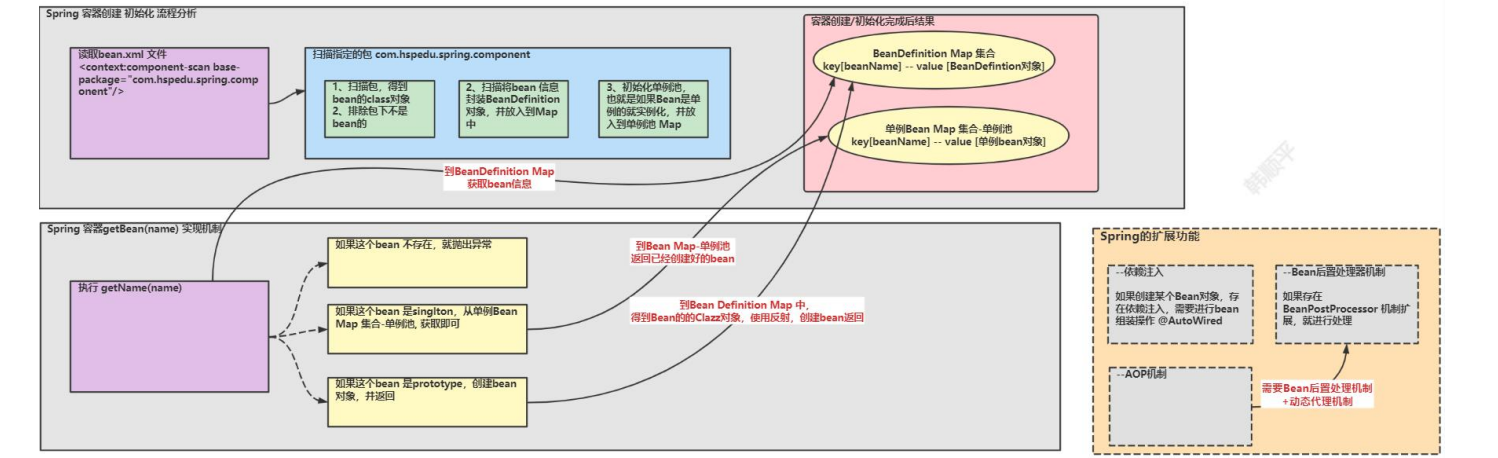 Spring 容器创建 初始化 流程分析
读取bean.xml 文件
<context:component-scan base-
package="com.hspedu.spring.comp
onent"/>
扫描指定的包 com.hspedu.spring.component
1、扫描包，得到
bean的class对象
2、排除包下不是
bean的
2、扫描将bean 信息
封装BeanDefinition
对象，并放入到Map
中
3、初始化单例池，
也就是如果Bean是单
例的就实例化，并放
入到单例池 Map
容器创建/初始化完成后结果
BeanDefinition Map 集合
key[beanName] -- value [BeanDefintion对象]
单例Bean Map 集合-单例池
key[beanName] -- value [单例bean对象]
到BeanDefinition Map
获取bean信息
韩顺平
Spring 容器getBean(name) 实现机制
执行 getName(name)
如果这个bean 不存在，就抛出异常
如果这个bean 是singlton，从单例Bean
Map 集合-单例池, 获取即可
如果这个bean 是prototype，创建bean
对象，并返回
到Bean Map-单例池
返回已经创建好的bean
到Bean Definition Map 中，
得到Bean的的Clazz对象，使用反射，创建bean返回
Spring的扩展功能
--依赖注入
如果创建某个Bean对象，存
在依赖注入，需要进行bean
组装操作 @AutoWired
--Bean后置处理器机制
如果存在
BeanPostProcessor 机制扩
展，就进行处理
--AOP机制
需要Bean后置处理机制
+动态代理机制